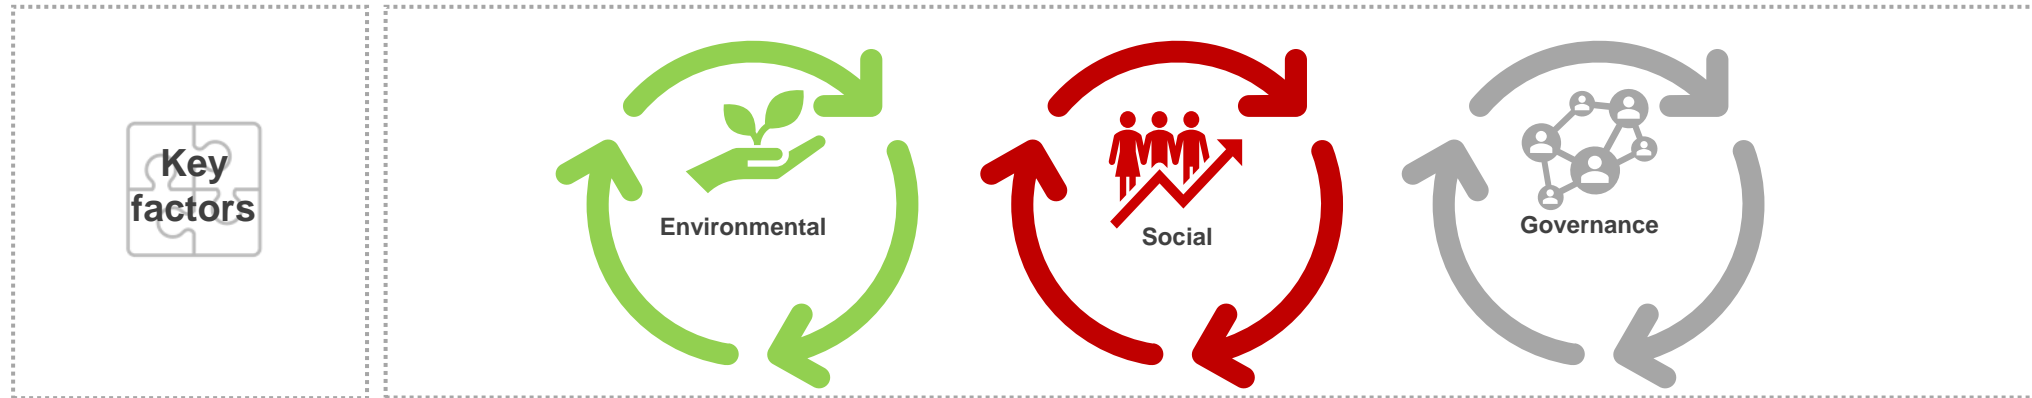 Key
factors
Environmental
Social
Governance